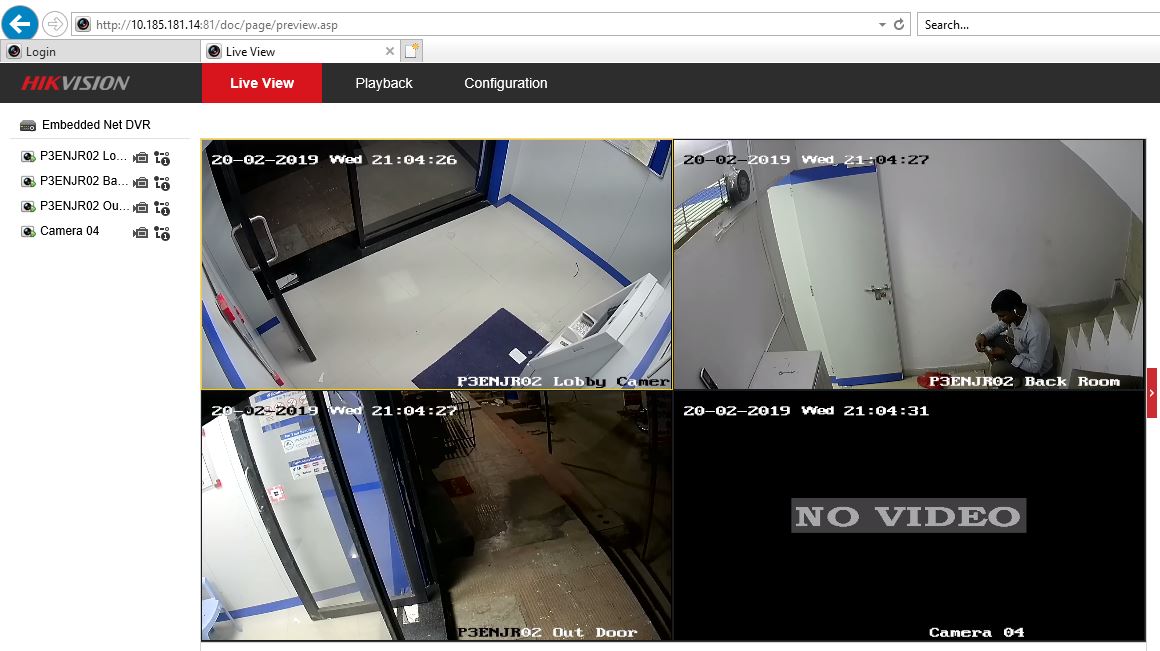 http://10.185.181.14:81/doc/page/preview.asp
Search...
Login
Live View
HIKVISION
Live View
Playback
Configuration
Embedded Net DVR
P3ENJR02 Lo...
P3ENJR02 Ba...
P3ENJR02 Ou...
Camera 04
20-02-2019 Wed 21:04:26
P3ENJR02 Lobby Camer
20-02-2019 Wed 21:04:27
P3ENJR02 Back Room
20-02-2019 Wed 21:04:27
P3ENJR02 Out Door
20-02-2019 Wed 21:04:31
NO VIDEO
Camera 04